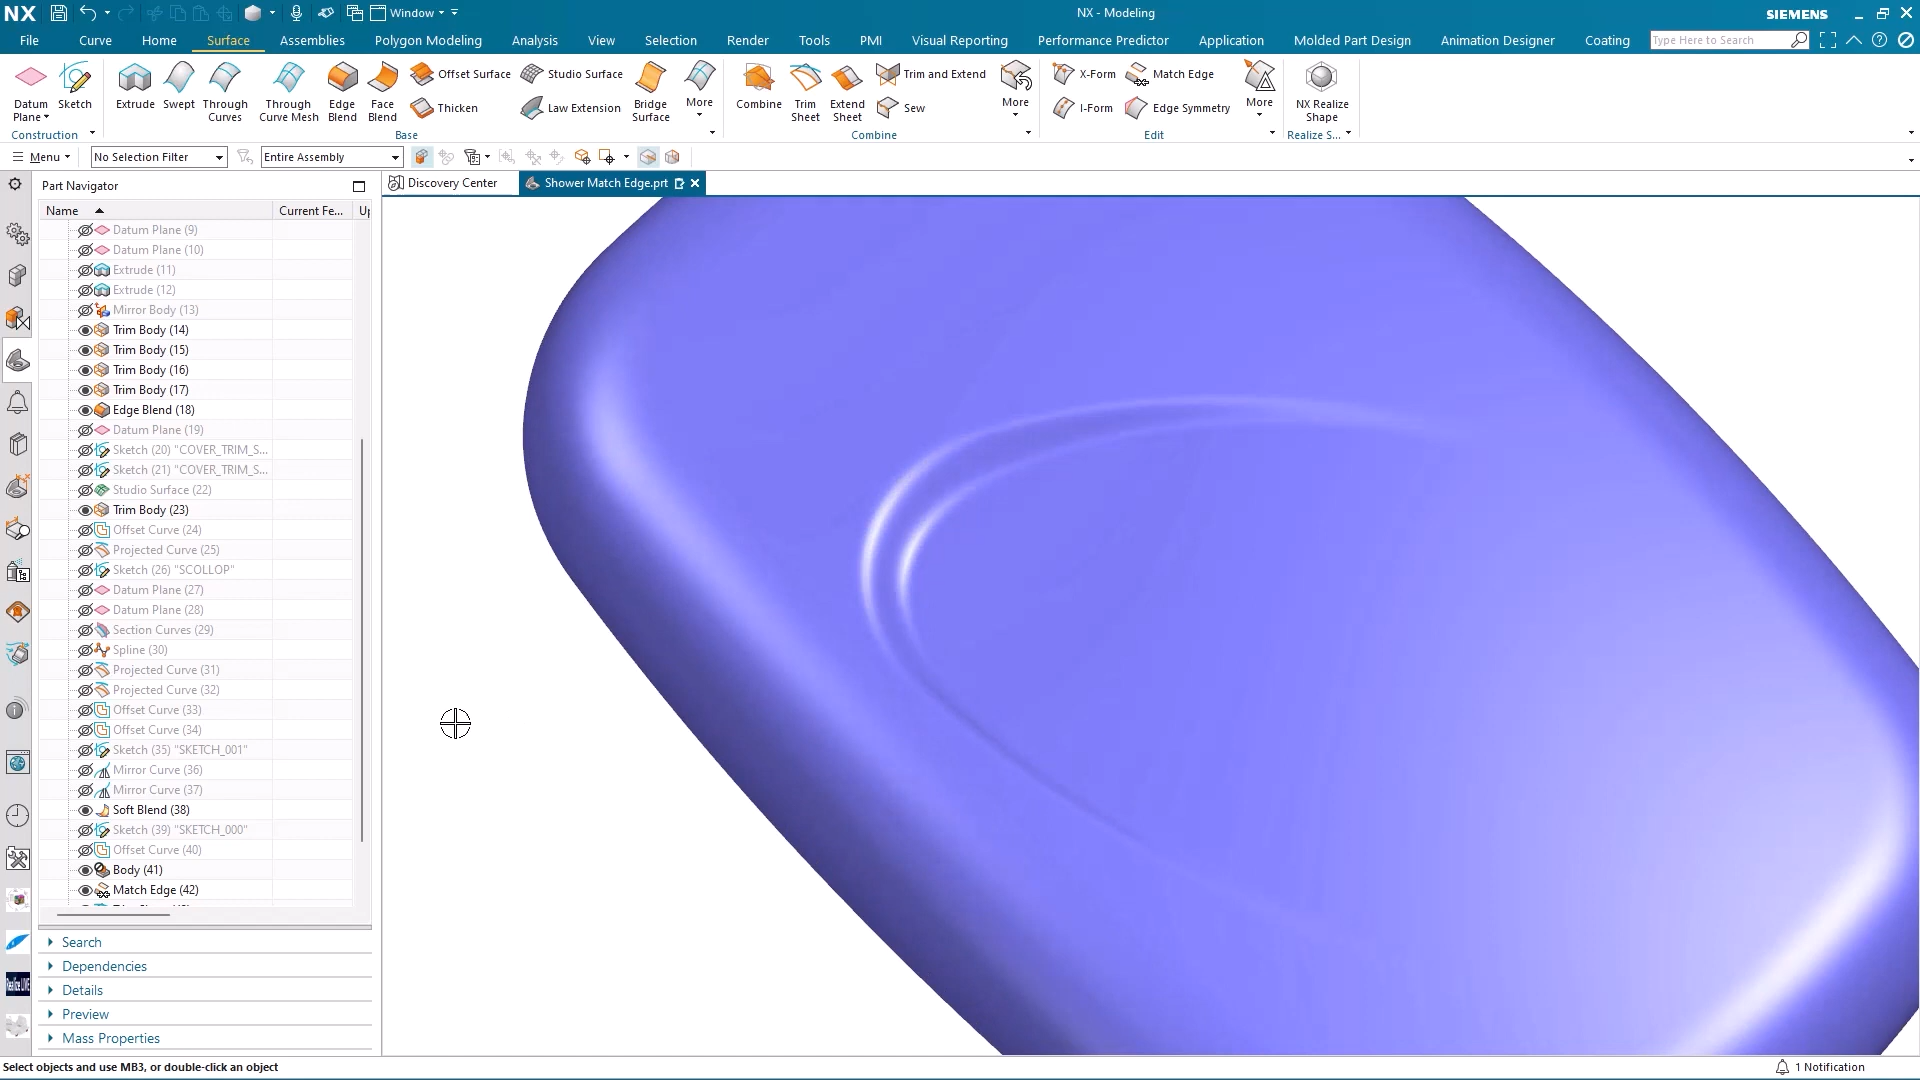 NX
Window
NX - Modeling
SIEMENS
File
Curve
Home
Surface
Assemblies
Polygon Modeling
Analysis
View
Selection
Render
Tools
PMI
Visual Reporting
Performance Predictor
Application
Molded Part Design
Animation Designer
Coating
Type Here to Search
Datum Plane
Sketch
Extrude
Swept
Through Curves
Through Curve Mesh
Edge Blend
Face Blend
Offset Surface
Thicken
Studio Surface
Law Extension
Bridge Surface
More
Combine
Trim Sheet
Extend Sheet
Trim and Extend
Sew
More
X-Form
I-Form
Match Edge
Edge Symmetry
More
NX Realize Shape
Construction
Base
Combine
Edit
Realize S...
Menu
No Selection Filter
Entire Assembly
Part Navigator
Discovery Center
Shower Match Edge.prt
Name
Current Fe...
Up
Datum Plane (9)
Datum Plane (10)
Extrude (11)
Extrude (12)
Mirror Body (13)
Trim Body (14)
Trim Body (15)
Trim Body (16)
Trim Body (17)
Edge Blend (18)
Datum Plane (19)
Sketch (20) "COVER_TRIM_S...
Sketch (21) "COVER_TRIM_S...
Studio Surface (22)
Trim Body (23)
Offset Curve (24)
Projected Curve (25)
Sketch (26) "SCOLLOP"
Datum Plane (27)
Datum Plane (28)
Section Curves (29)
Spline (30)
Projected Curve (31)
Projected Curve (32)
Offset Curve (33)
Offset Curve (34)
Sketch (35) "SKETCH_001"
Mirror Curve (36)
Mirror Curve (37)
Soft Blend (38)
Sketch (39) "SKETCH_000"
Offset Curve (40)
Body (41)
Match Edge (42)
Search
Dependencies
Details
Preview
Mass Properties
Select objects and use MB3, or double-click an object
1 Notification